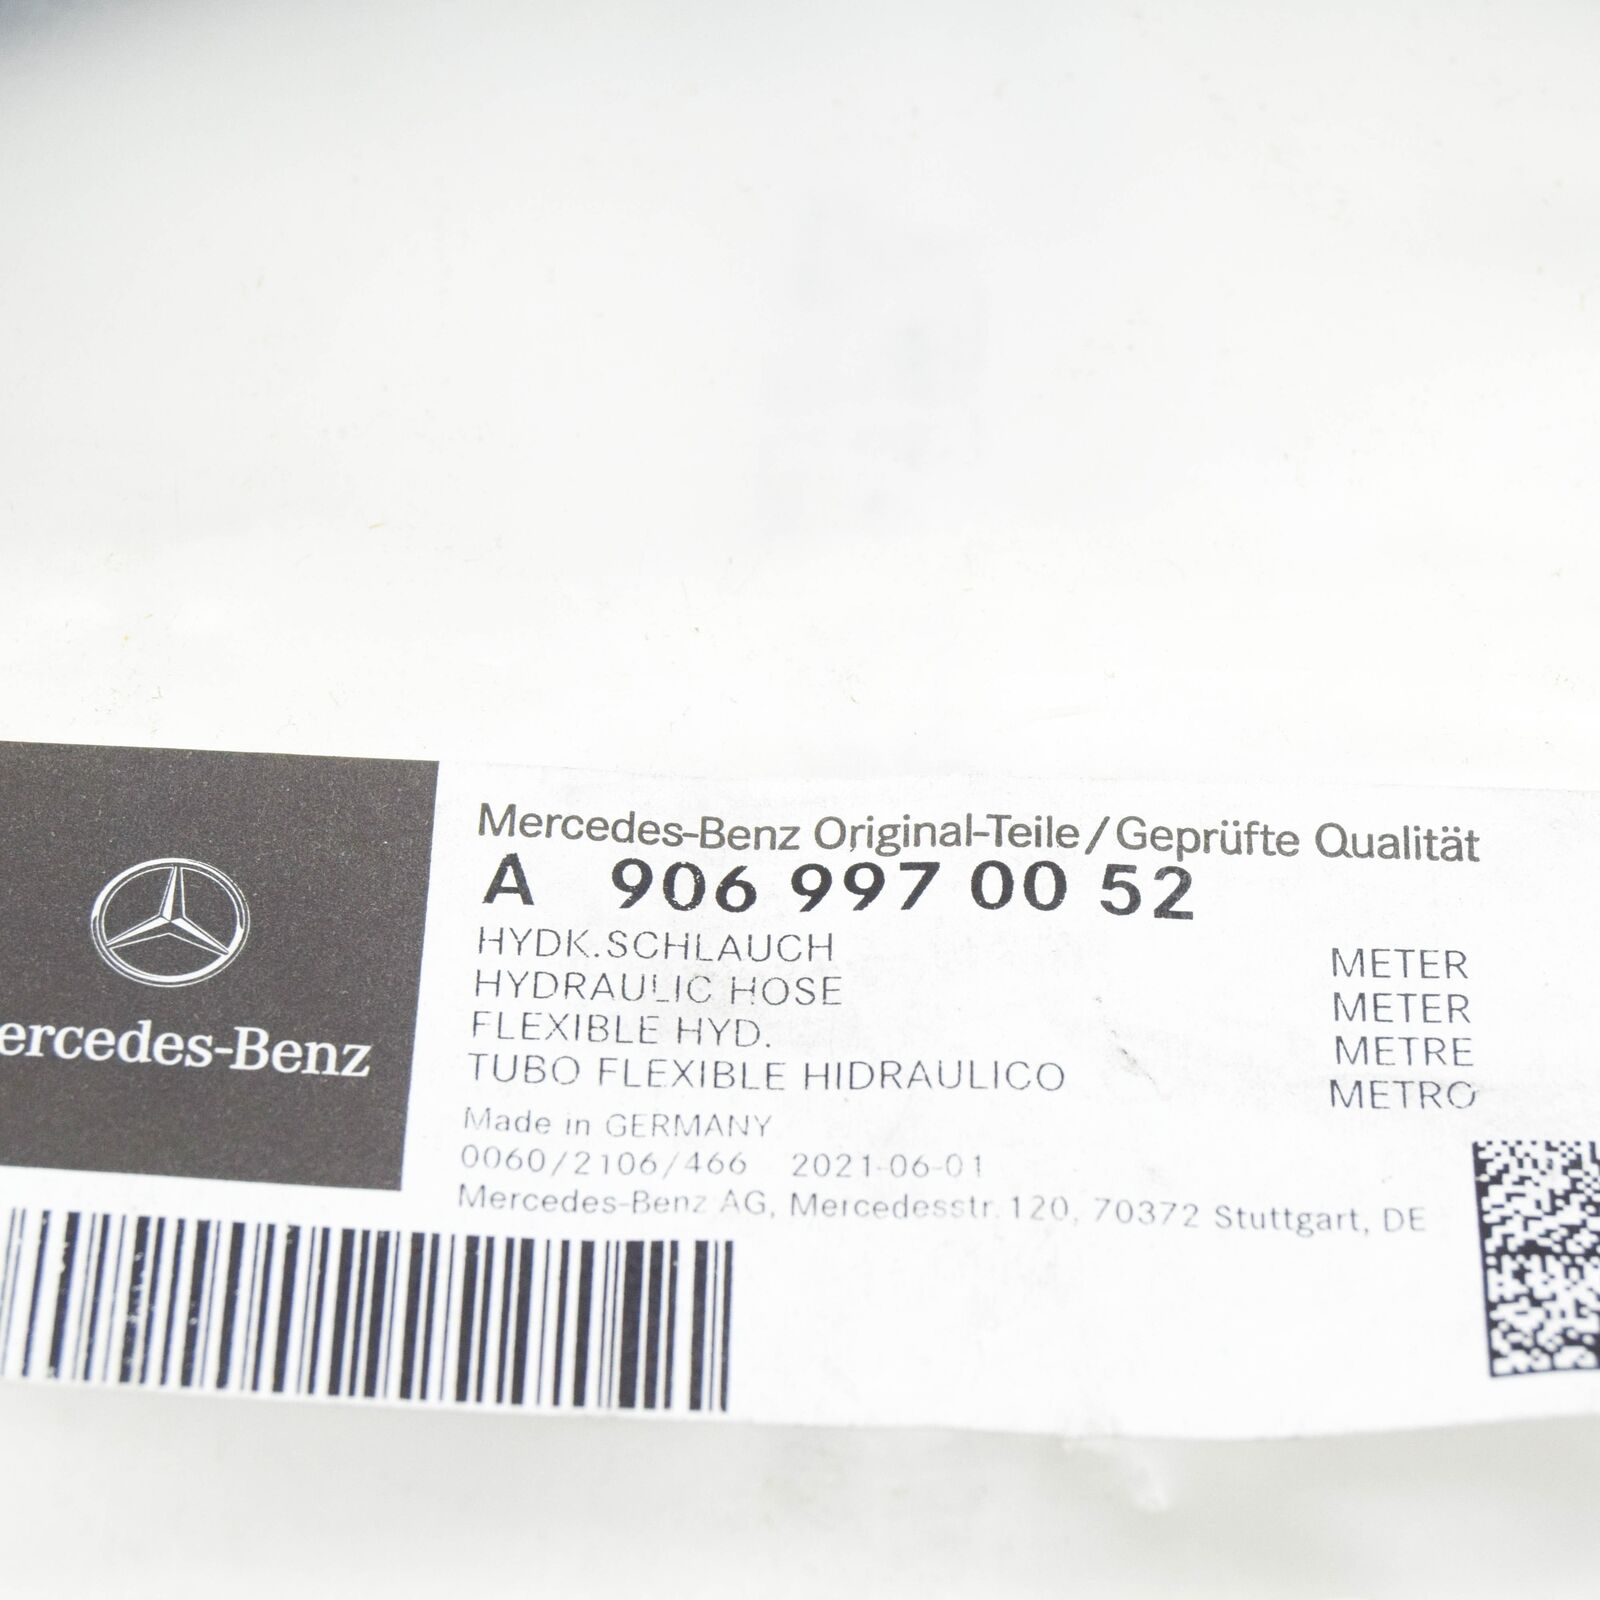 Mercedes-Benz Original-Teile/Geprüfte Qualität
A 906 997 00 52
HYDK.SCHLAUCH METER
HYDRAULIC HOSE METER
FLEXIBLE HYD. METRE
TUBO FLEXIBLE HIDRAULICO METRO
Made in GERMANY
0060/2106/466 2021-06-01
Mercedes-Benz AG, Mercedesstr.120, 70372 Stuttgart, DE
ercedes-Benz